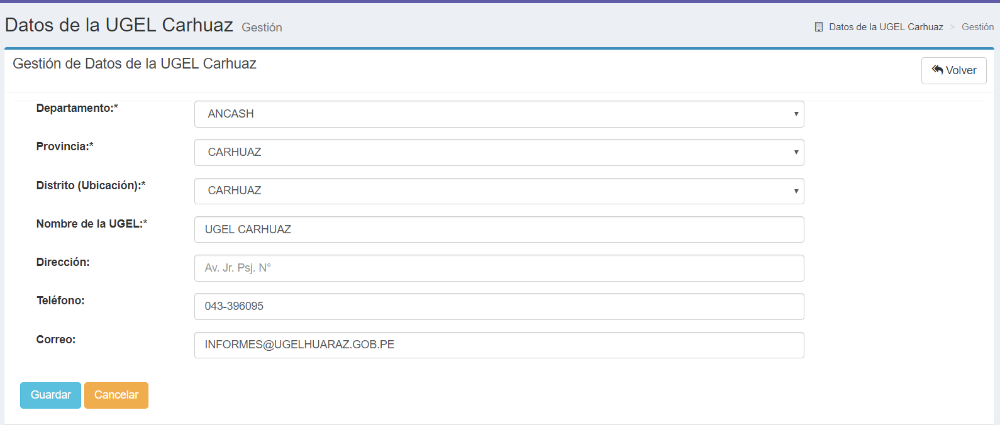 Datos de la UGEL Carhuaz Gestión
Datos de la UGEL Carhuaz > Gestión
Gestión de Datos de la UGEL Carhuaz
Volver
Departamento:* ANCASH
Provincia:* CARHUAZ
Distrito (Ubicación):* CARHUAZ
Nombre de la UGEL:* UGEL CARHUAZ
Dirección: Av. Jr. Psj. N°
Teléfono: 043-396095
Correo: INFORMES@UGELHUARAZ.GOB.PE
Guardar Cancelar